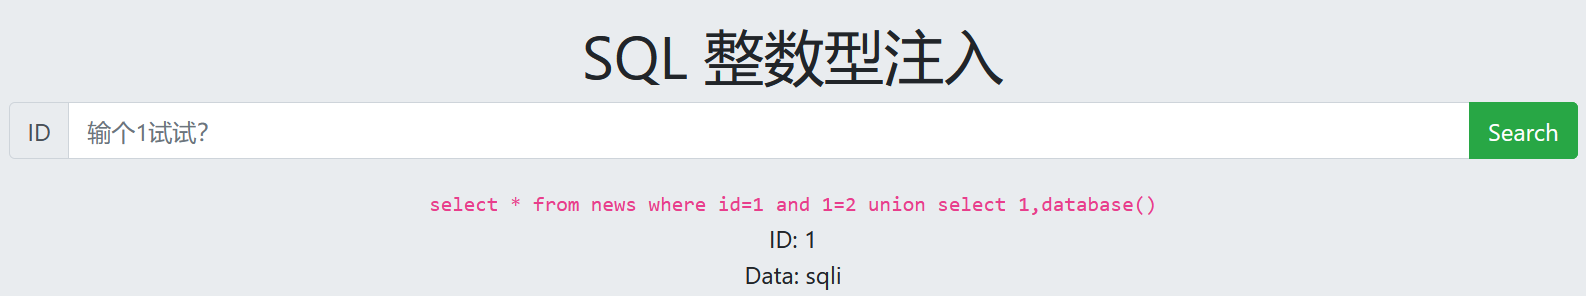 SQL 整数型注入
ID 输个1试试? Search
select * from news where id=1 and 1=2 union select 1,database()
ID: 1
Data: sqli